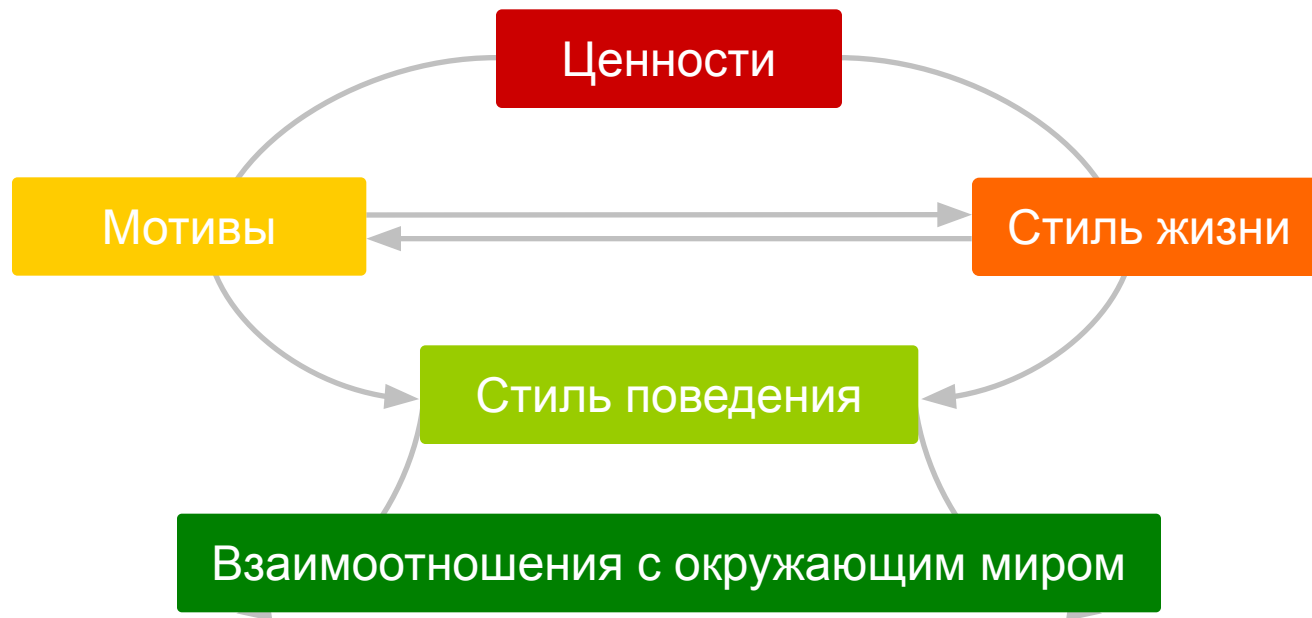 Ценности
Мотивы
Стиль жизни
Стиль поведения
Взаимоотношения с окружающим миром